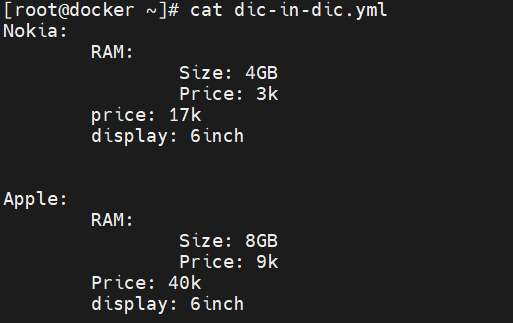 [root@docker ~]# cat dic-in-dic.yml
Nokia:
        RAM:
                Size: 4GB
                Price: 3k
        price: 17k
        display: 6inch
Apple:
        RAM:
                Size: 8GB
                Price: 9k
        Price: 40k
        display: 6inch